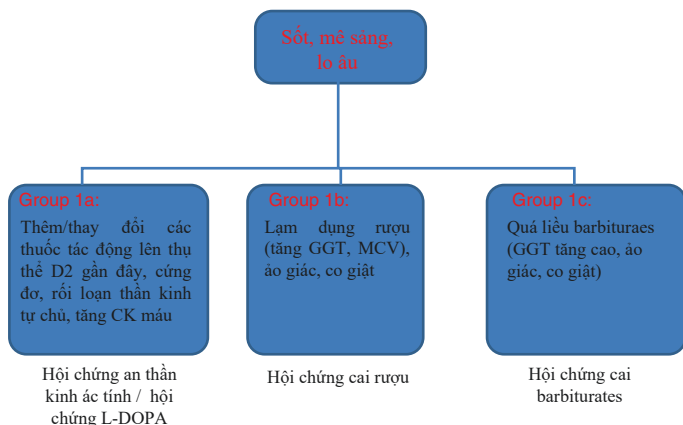 Sốt, mê sảng,
lo âu
Group 1a:
Thêm/thay đổi các
thuốc tác động lên thụ
thể D2 gần đây, cứng
đơ, rối loạn thần kinh
tự chủ, tăng CK máu
Group 1b:
Lạm dụng rượu
(tăng GGT, MCV),
ảo giác, co giật
Group 1c:
Quá liều barbituraes
(GGT tăng cao, ảo
giác, co giật)
Hội chứng an thần
kinh ác tính / hội
chứng L-DOPA
Hội chứng cai rượu
Hội chứng cai
barbiturates